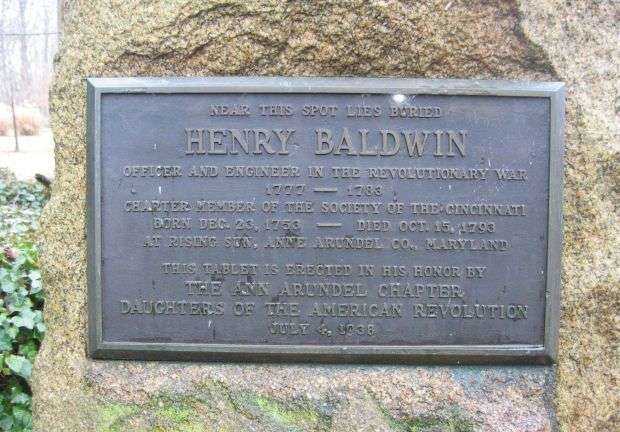 NEAR THIS SPOT LIES BURIED
HENRY BALDWIN
OFFICER AND ENGINEER IN THE REVOLUTIONARY WAR
1777 — 1783
CHARTER MEMBER OF THE SOCIETY OF THE CINCINNATI
BORN DEC. 23, 1753 — DIED OCT. 15, 1793
AT RISING SUN, ANNE ARUNDEL CO., MARYLAND
THIS TABLET IS ERECTED IN HIS HONOR BY
THE ANN ARUNDEL CHAPTER
DAUGHTERS OF THE AMERICAN REVOLUTION
JULY 4, 1938